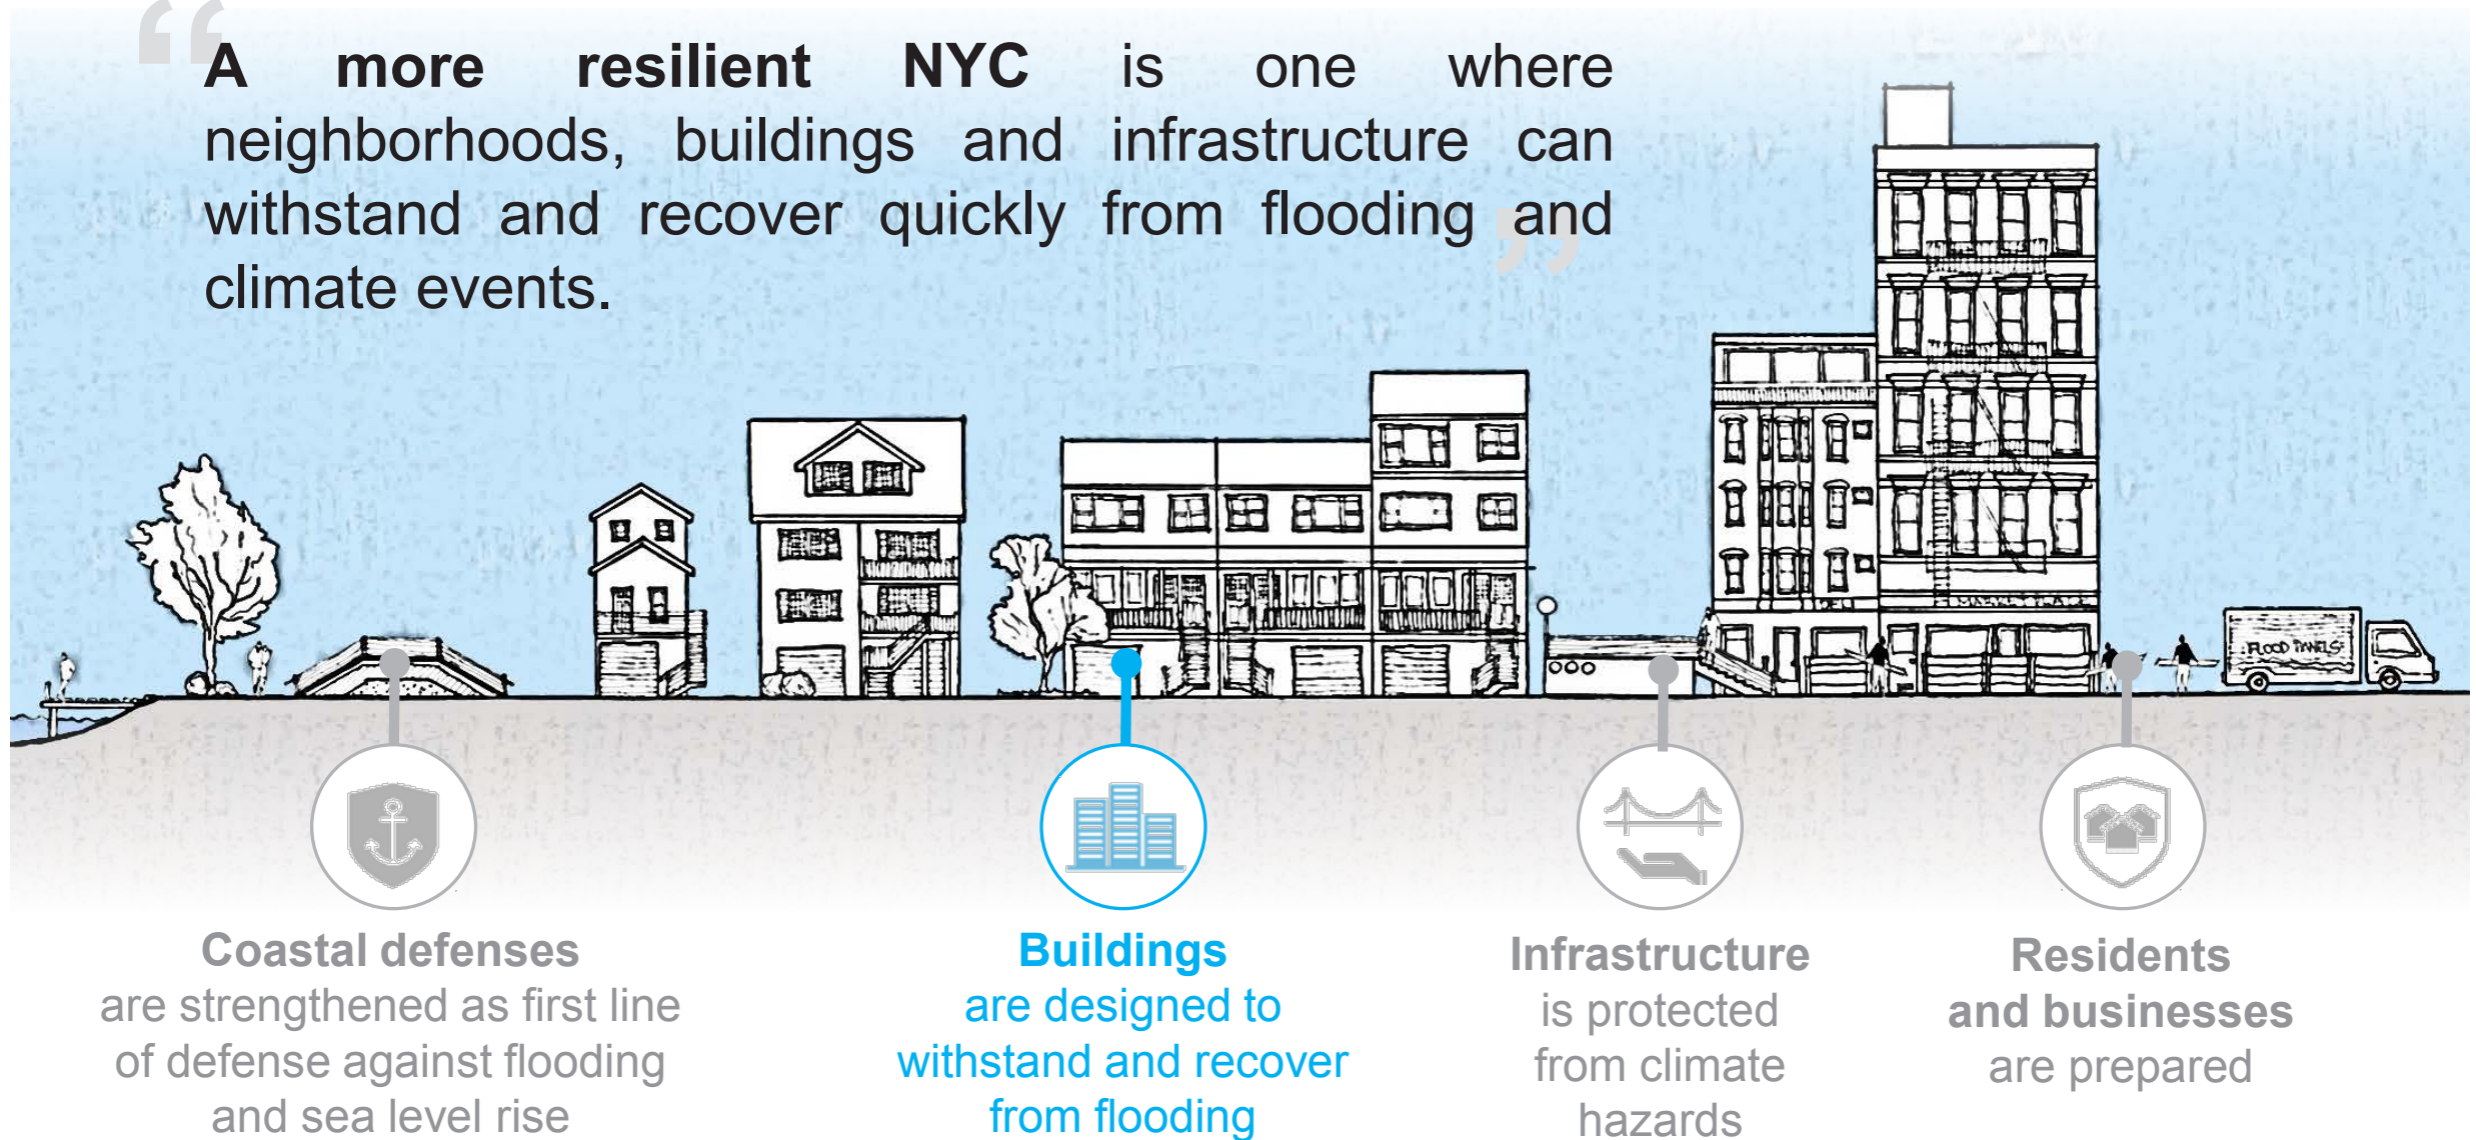 “
A more resilient NYC is one where
neighborhoods, buildings and infrastructure can
withstand and recover quickly from flooding and
climate events.
”
DELI
FLOOD PANELS
Coastal defenses
are strengthened as first line
of defense against flooding
and sea level rise
Buildings
are designed to
withstand and recover
from flooding
Infrastructure
is protected
from climate
hazards
Residents
and businesses
are prepared